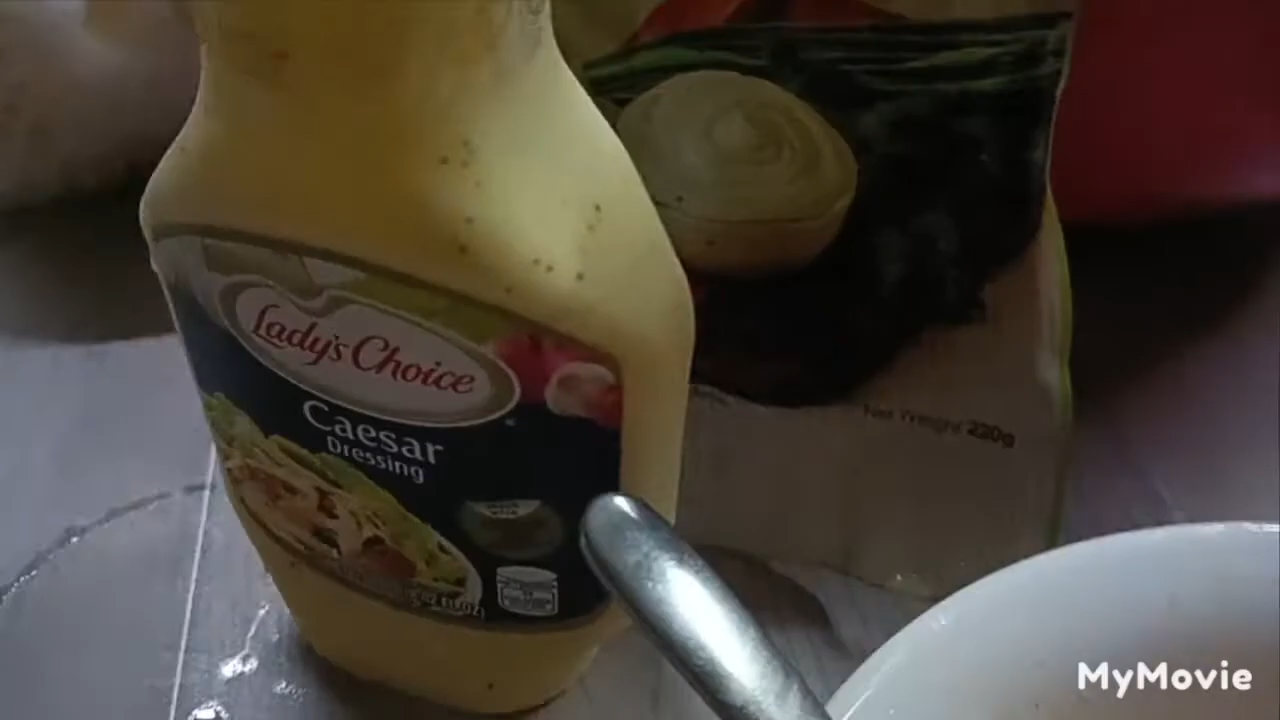 Lady's Choice
Caesar
Dressing
Net Weight 220g
MyMovie